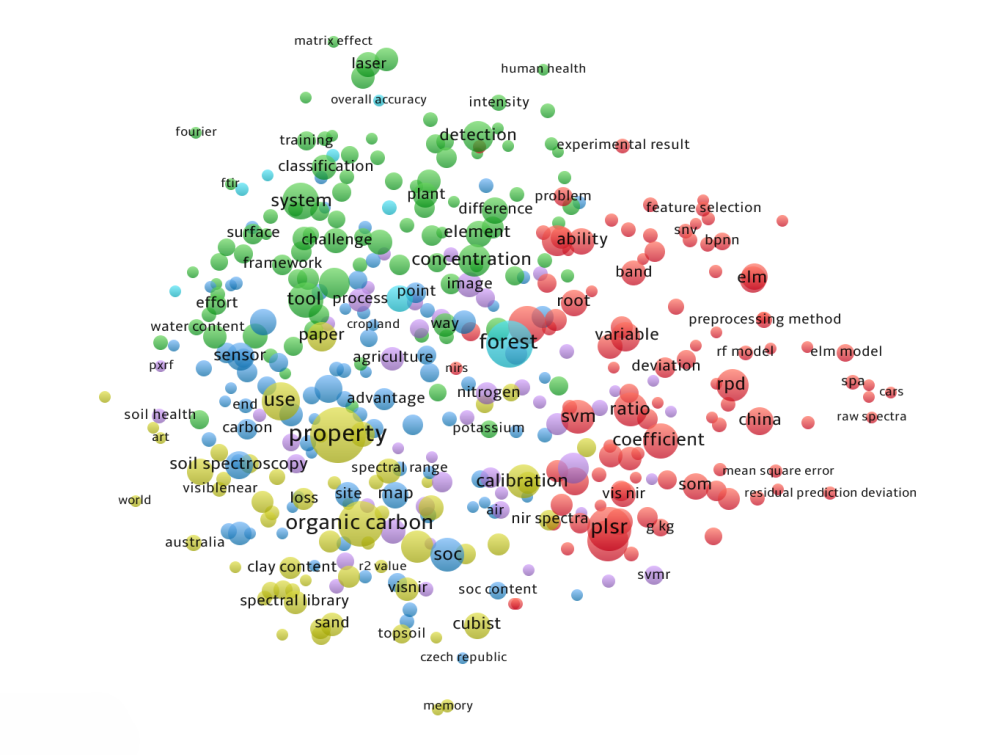 matrix effect
laser
human health
overall accuracy
intensity
fourier
training
detection
experimental result
classification
ftir
system
plant
problem
difference
feature selection
surface
challenge
element
ability
snv
bpnn
framework
concentration
band
elm
image
effort
tool
process
point
root
water content
paper
cropland
way
forest
variable
preprocessing method
pxrf
sensor
agriculture
nirs
deviation
rf model
elm model
end
use
advantage
nitrogen
rpd
spa
cars
soil health
art
carbon
property
potassium
svm
ratio
china
raw spectra
coefficient
soil spectroscopy
spectral range
calibration
mean square error
visiblenear
loss
site
map
vis nir
som
residual prediction deviation
world
organic carbon
air
nir spectra
plsr
g kg
australia
soc
clay content
r2 value
svmr
visnir
soc content
spectral library
sand
topsoil
cubist
czech republic
memory